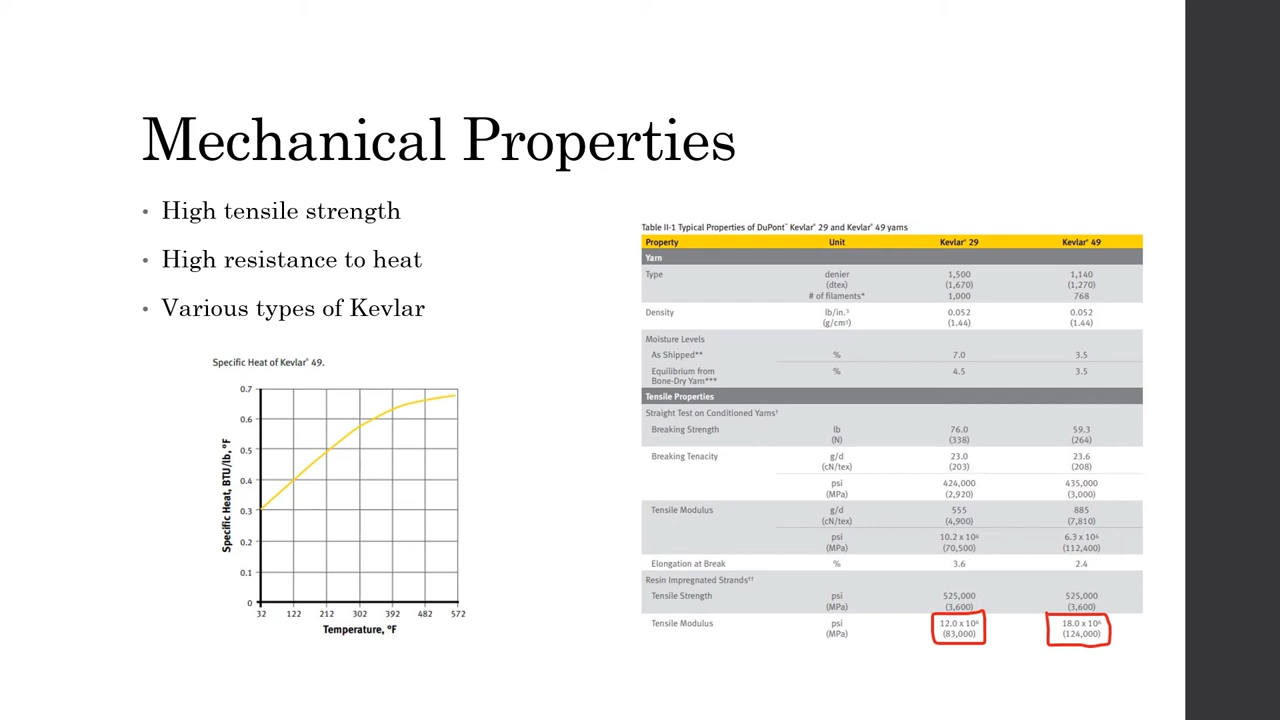 Mechanical Properties
• High tensile strength
• High resistance to heat
• Various types of Kevlar
Specific Heat of Kevlar® 49.
0.7
0.6
0.5
0.4
0.3
0.2
0.1
0
Specific Heat, BTU/lb, °F
32 122 212 302 392 482 572
Temperature, °F
Table II-1 Typical Properties of DuPont™ Kevlar® 29 and Kevlar® 49 yarns
Property Unit Kevlar® 29 Kevlar® 49
Yarn
Type denier 1,500 1,140
(dtex) (1,670) (1,270)
# of filaments* 1,000 768
Density lb/in.³ 0.052 0.052
(g/cm³) (1.44) (1.44)
Moisture Levels
As Shipped** % 7.0 3.5
Equilibrium from % 4.5 3.5
Bone-Dry Yarn***
Tensile Properties
Straight Test on Conditioned Yarns†
Breaking Strength lb 76.0 59.3
(N) (338) (264)
Breaking Tenacity g/d 23.0 23.6
(cN/tex) (203) (208)
psi 424,000 435,000
(MPa) (2,920) (3,000)
Tensile Modulus g/d 555 885
(cN/tex) (4,900) (7,810)
psi 10.2 x 10⁶ 6.3 x 10⁶
(MPa) (70,500) (112,400)
Elongation at Break % 3.6 2.4
Resin Impregnated Strands††
Tensile Strength psi 525,000 525,000
(MPa) (3,600) (3,600)
Tensile Modulus psi 12.0 x 10⁶ 18.0 x 10⁶
(MPa) (83,000) (124,000)